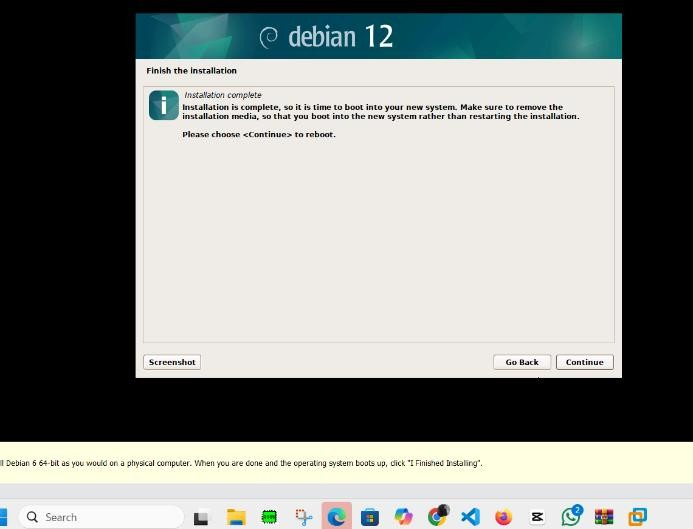 debian 12
Finish the installation
Installation complete
Installation is complete, so it is time to boot into your new system. Make sure to remove the
installation media, so that you boot into the new system rather than restarting the installation.
Please choose <Continue> to reboot.
Screenshot
Go Back
Continue
ll Debian 6 64-bit as you would on a physical computer. When you are done and the operating system boots up, click "I Finished Installing".
Search
2